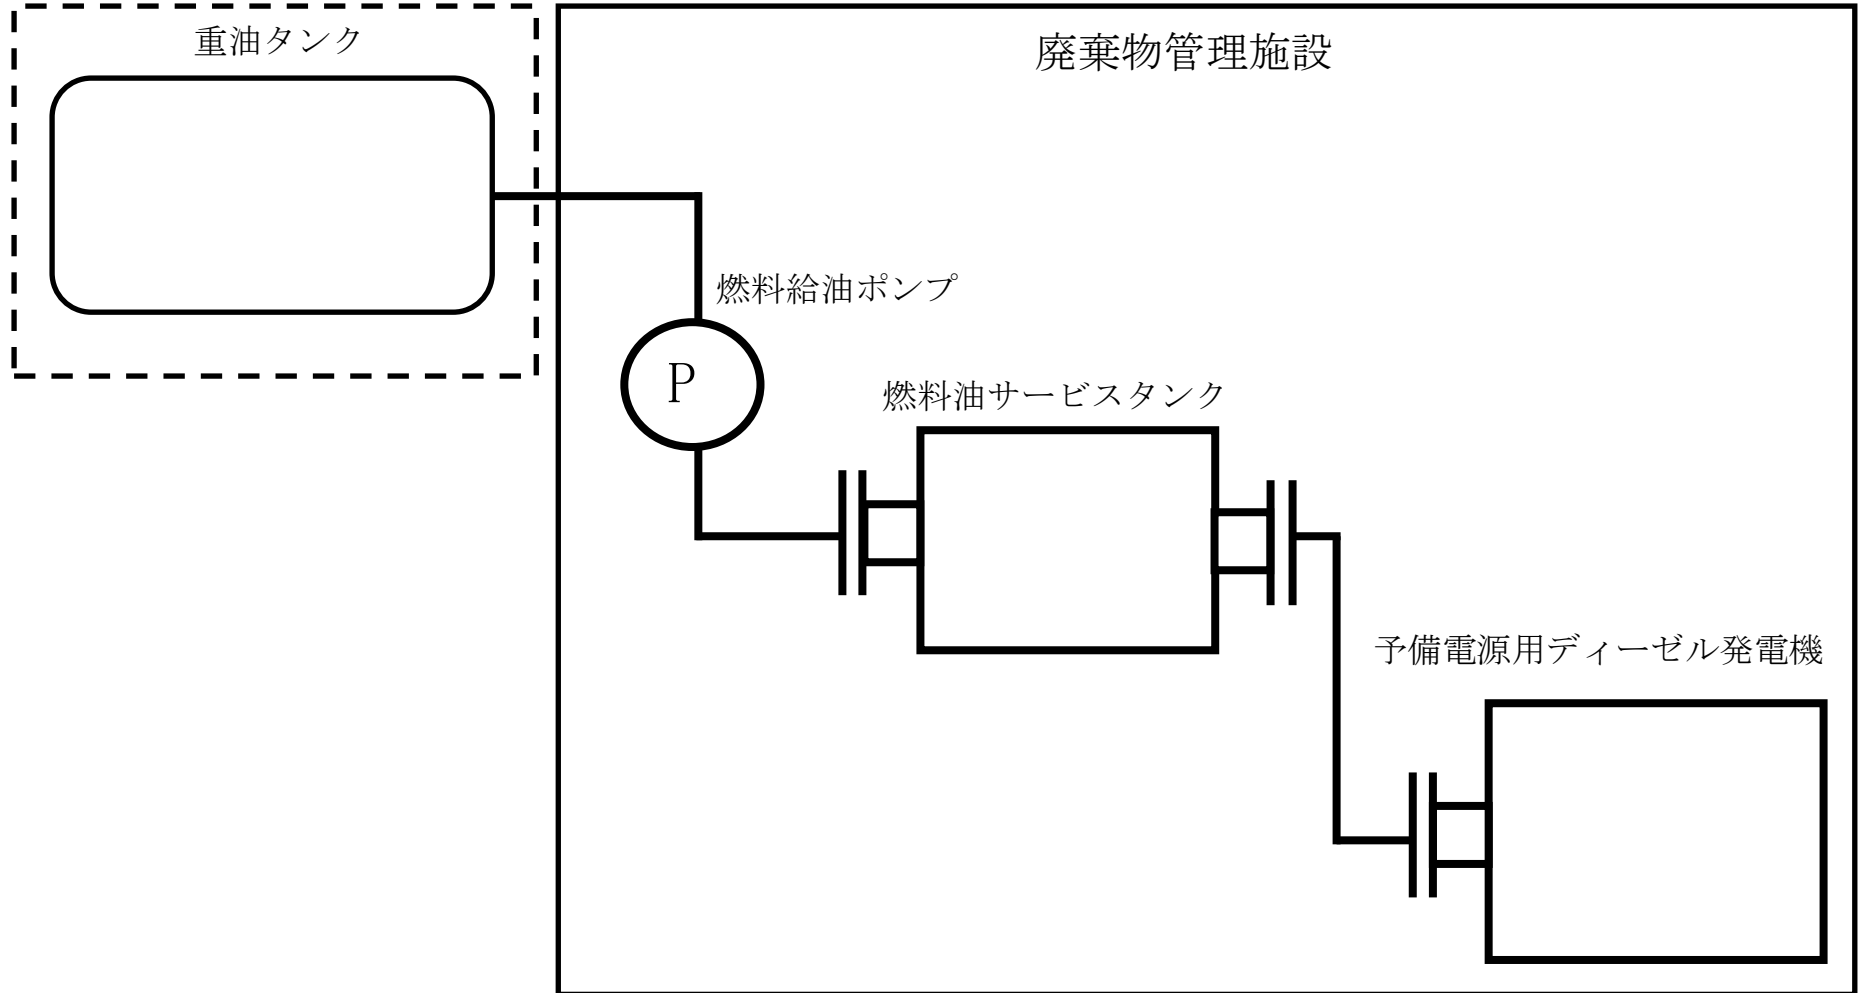 重油タンク
廃棄物管理施設
燃料給油ポンプ
P
燃料油サービスタンク
予備電源用ディーゼル発電機